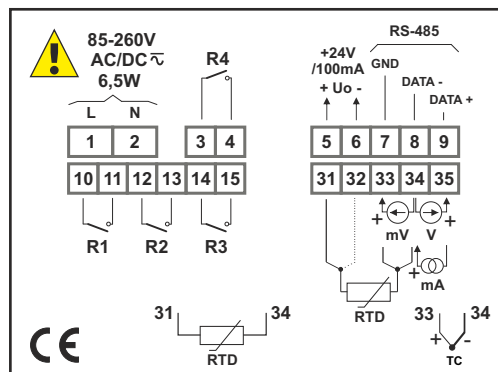 85-260V
AC/DC
6,5W
L N
R4
+24V
/100mA
+ Uo -
RS-485
GND
DATA -
DATA +
1 2 3 4 5 6 7 8 9
10 11 12 13 14 15 31 32 33 34 35
R1 R2 R3
+ + mV V
+ mA
RTD
31 34
RTD
33 34
+ -
TC
CE